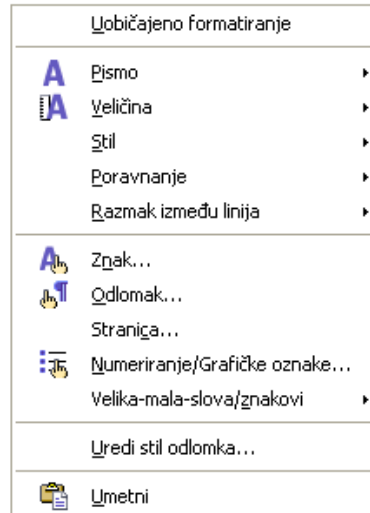 Uobičajeno formatiranje
Pismo
Veličina
Stil
Poravnanje
Razmak između linija
Znak...
Odlomak...
Stranica...
Numeriranje/Grafičke oznake...
Velika-mala-slova/znakovi
Uredi stil odlomka...
Umetni